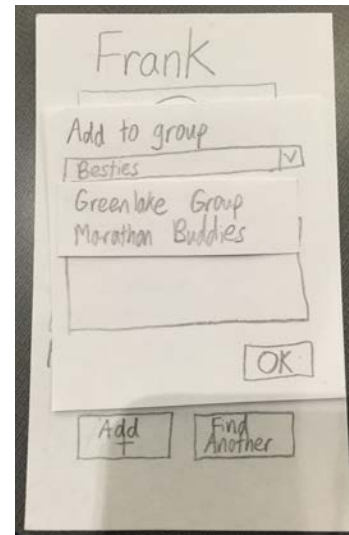 Frank
Add to group
Besties
Greenlake Group
Marathon Buddies
OK
Add
+
Find
Another